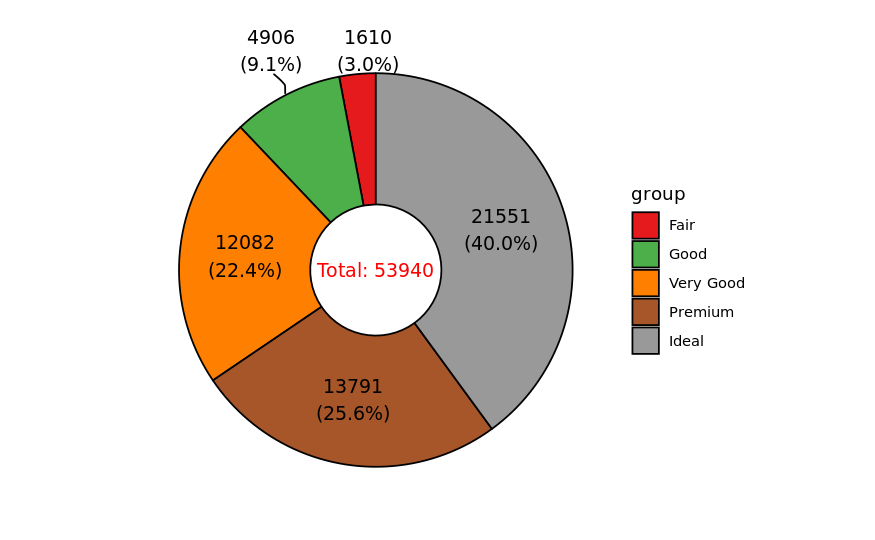 4906
(9.1%)
1610
(3.0%)
21551
(40.0%)
12082
(22.4%)
Total: 53940
13791
(25.6%)
group
Fair
Good
Very Good
Premium
Ideal